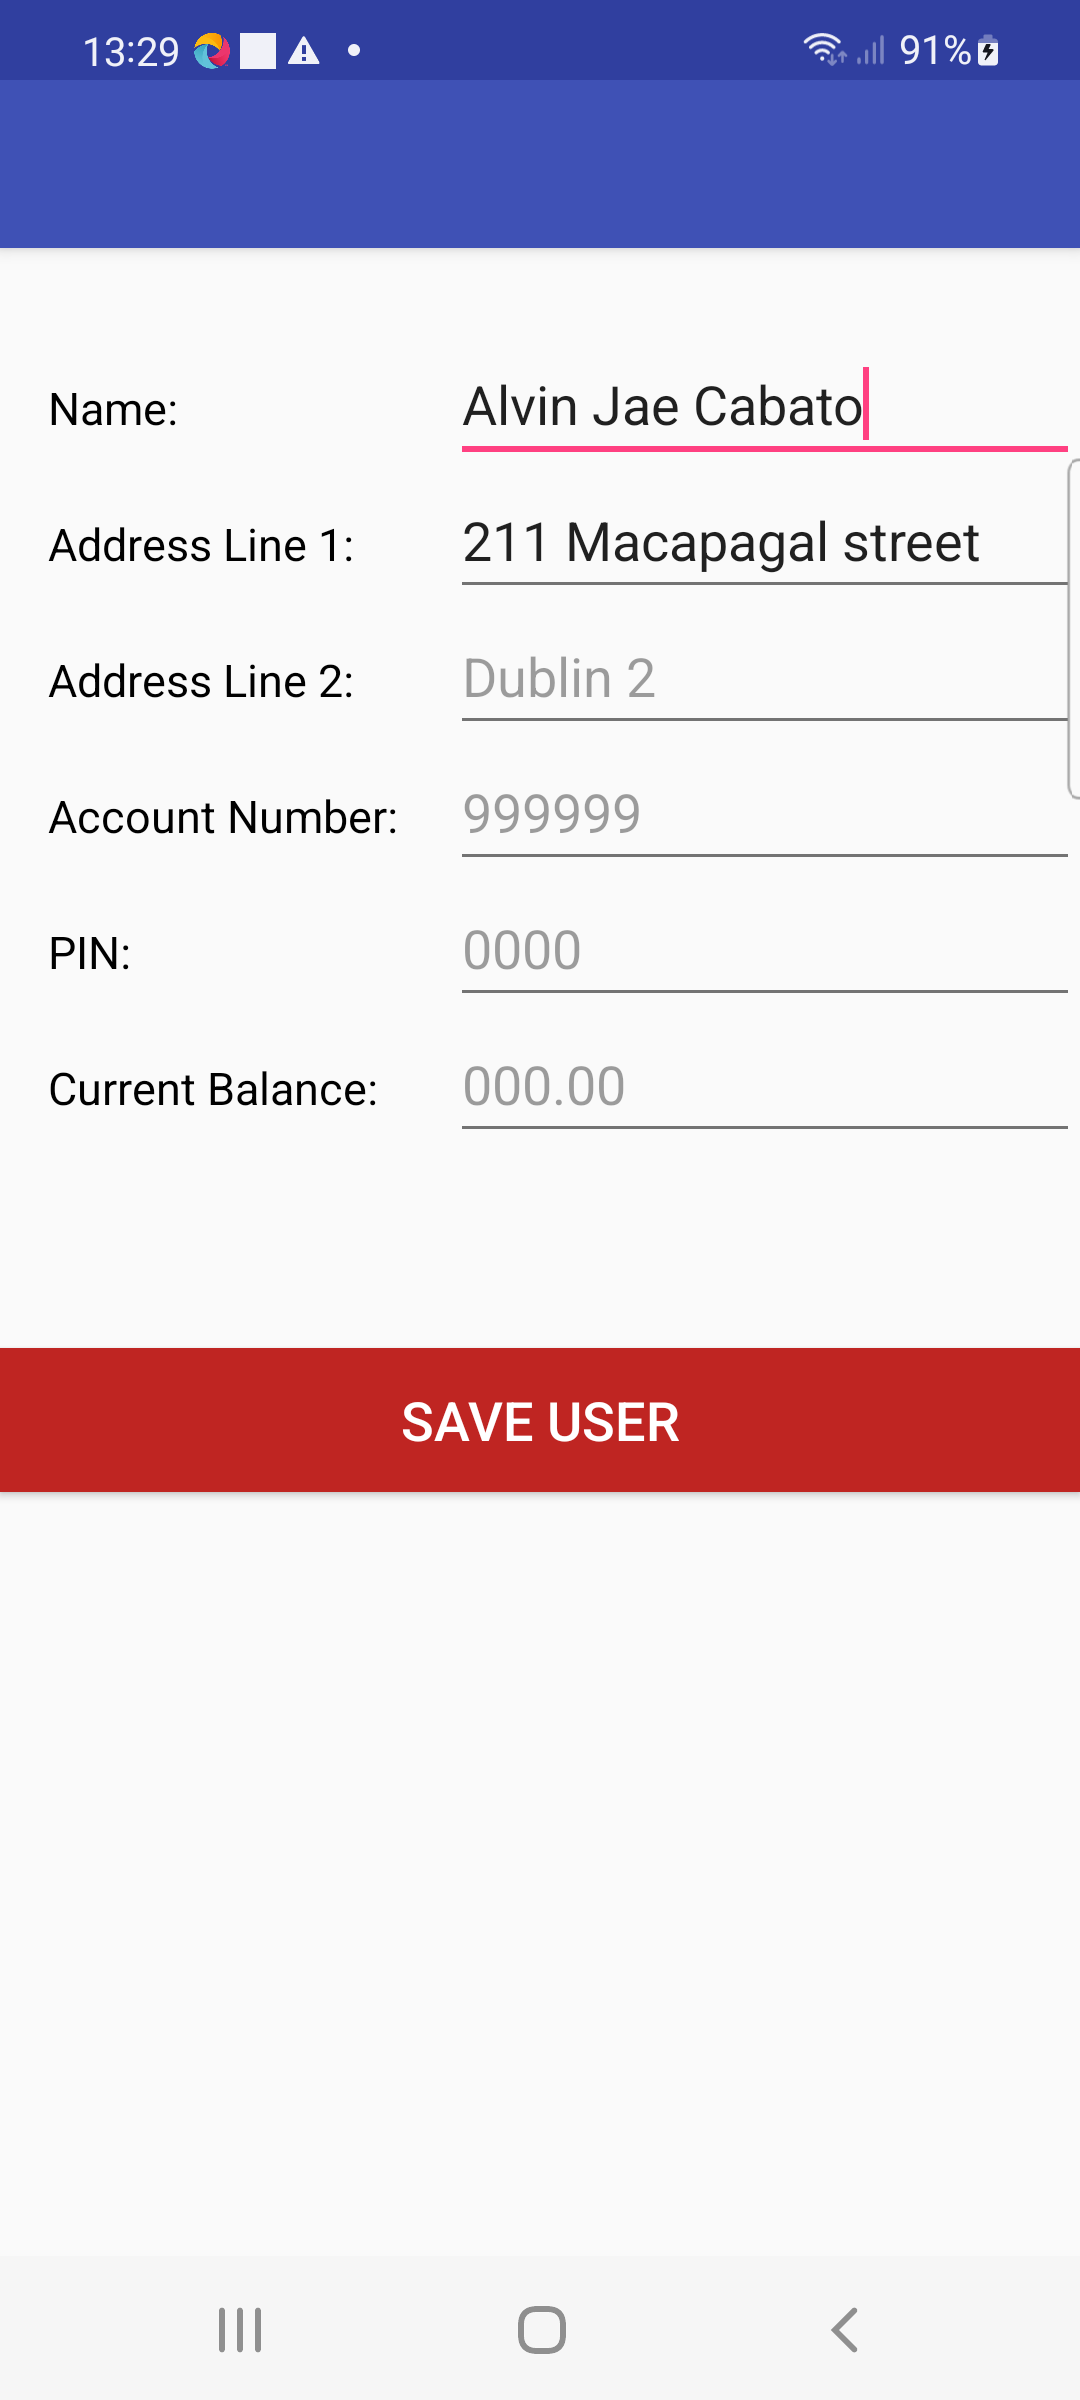 13:29 91%
Name: Alvin Jae Cabato
Address Line 1: 211 Macapagal street
Address Line 2: Dublin 2
Account Number: 999999
PIN: 0000
Current Balance: 000.00
SAVE USER